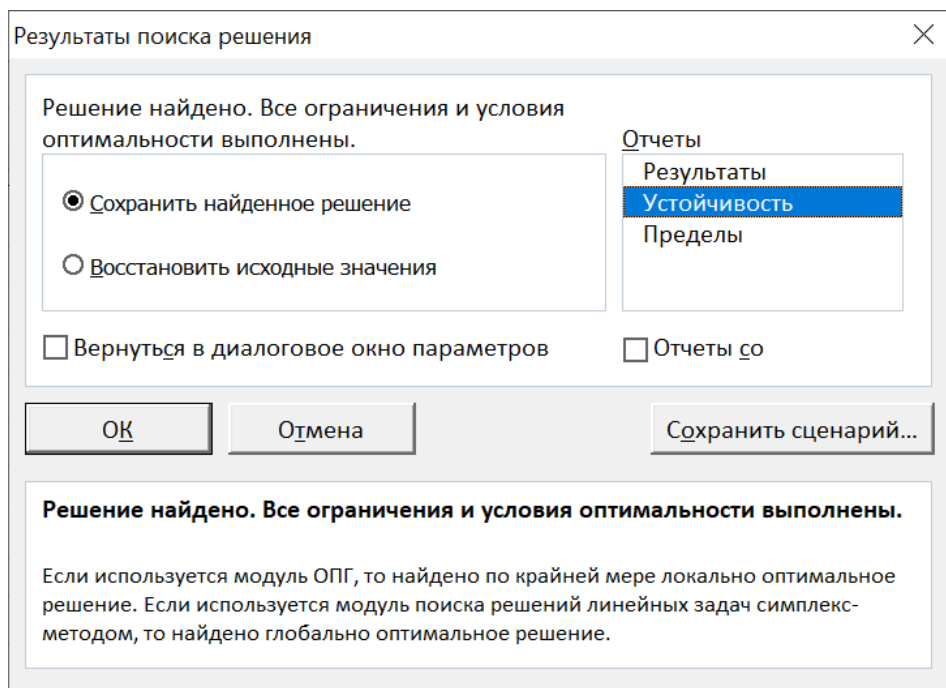 Результаты поиска решения
Решение найдено. Все ограничения и условия
оптимальности выполнены.
Отчеты
Результаты
Устойчивость
Пределы
Сохранить найденное решение
Восстановить исходные значения
Вернуться в диалоговое окно параметров
Отчеты со
ОК
Отмена
Сохранить сценарий...
Решение найдено. Все ограничения и условия оптимальности выполнены.
Если используется модуль ОПГ, то найдено по крайней мере локально оптимальное
решение. Если используется модуль поиска решений линейных задач симплекс-
методом, то найдено глобально оптимальное решение.